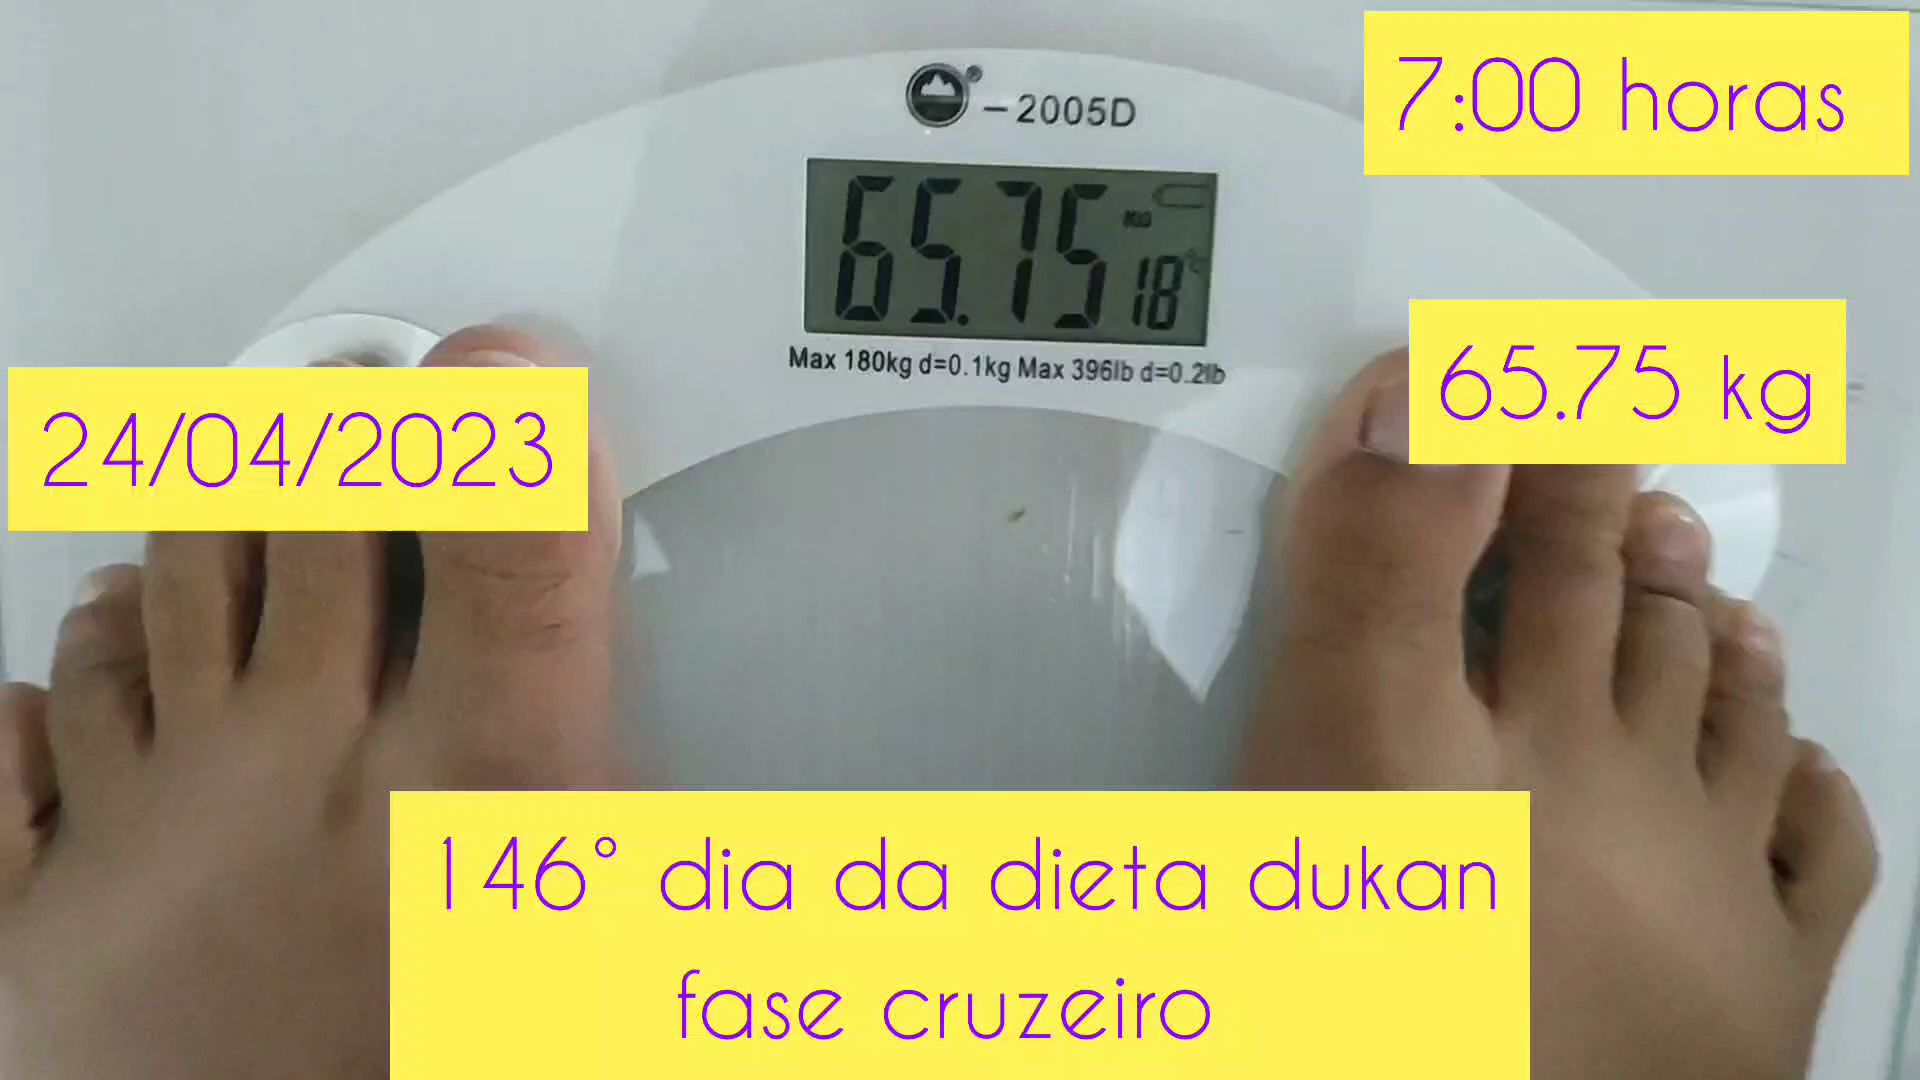 7:00 horas
-2005D
65.75
18°C
Max 180kg d=0.1kg Max 396lb d=0.2lb
65.75 kg
24/04/2023
146° dia da dieta dukan
fase cruzeiro